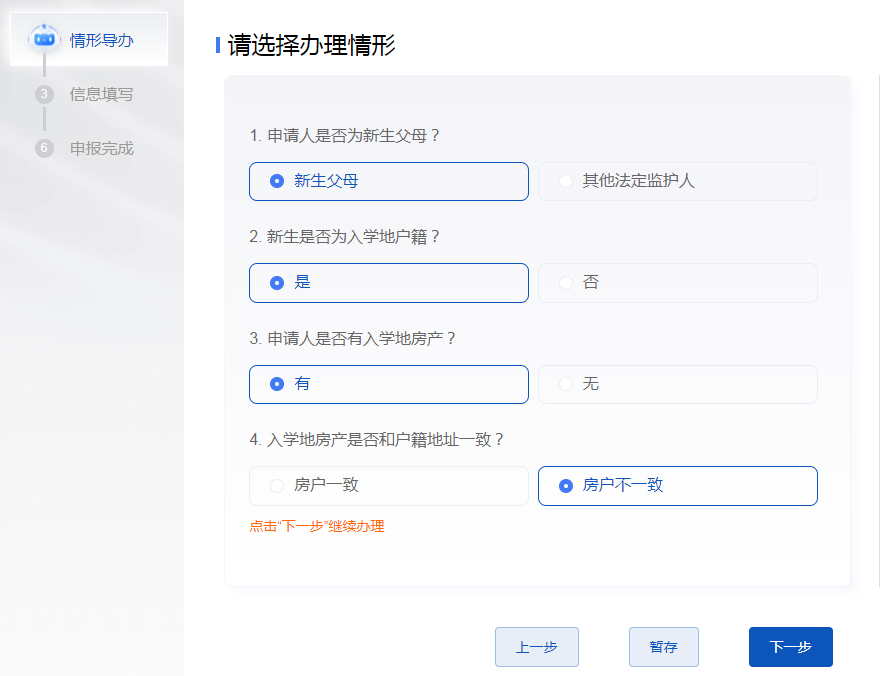 情形导办
3 信息填写
6 申报完成
请选择办理情形
1. 申请人是否为新生父母？
新生父母 其他法定监护人
2. 新生是否为入学地户籍？
是 否
3. 申请人是否有入学地房产？
有 无
4. 入学地房产是否和户籍地址一致？
房户一致 房户不一致
点击“下一步”继续办理
上一步 暂存 下一步